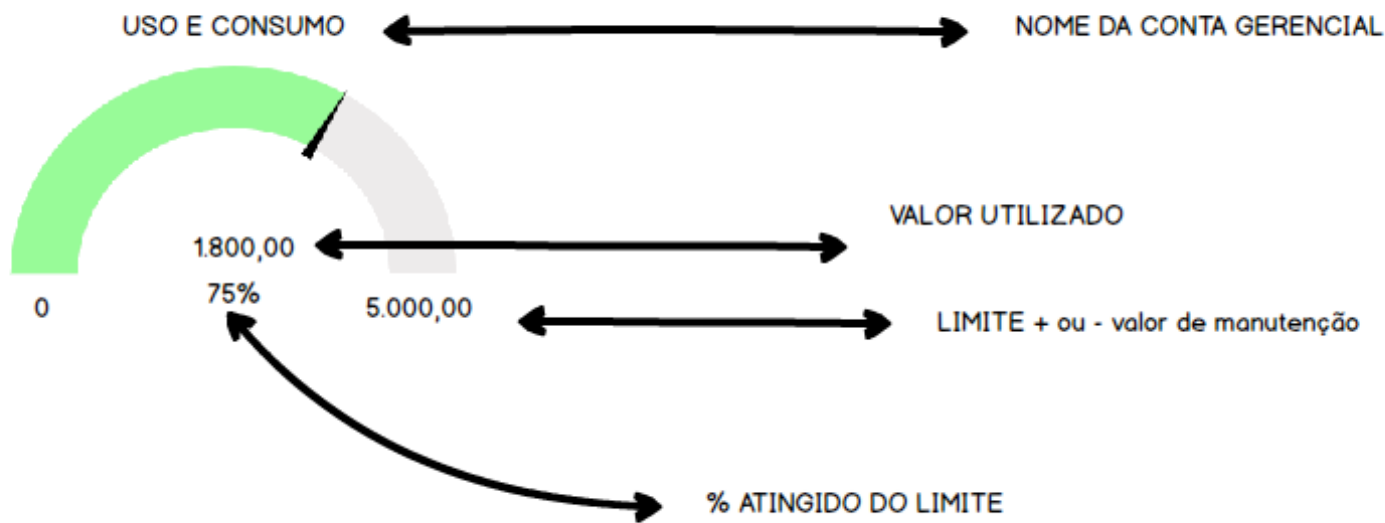 USO E CONSUMO
NOME DA CONTA GERENCIAL
VALOR UTILIZADO
1.800,00
75%
0
5.000,00
LIMITE + ou - valor de manutenção
% ATINGIDO DO LIMITE